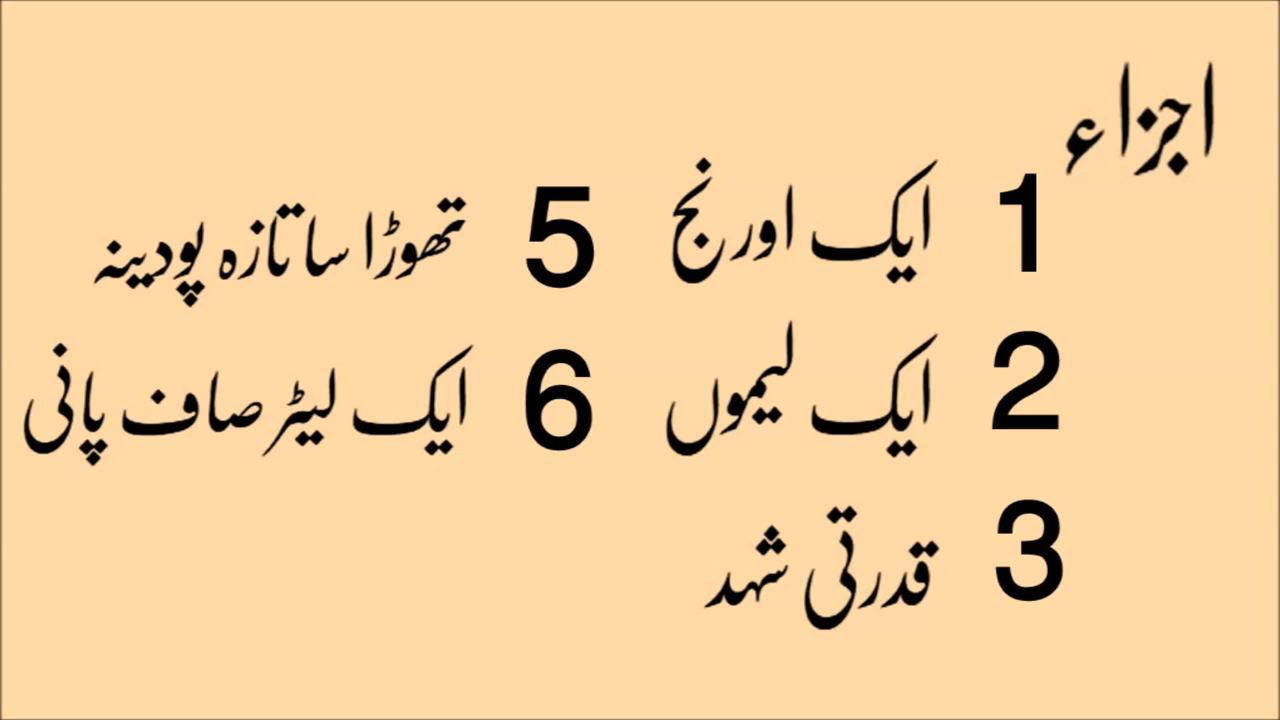 اجزاء
1 ایک اورنج
2 ایک لیموں
3 قدرتی شہد
5 تھوڑا سا تازہ پودینہ
6 ایک لیٹر صاف پانی